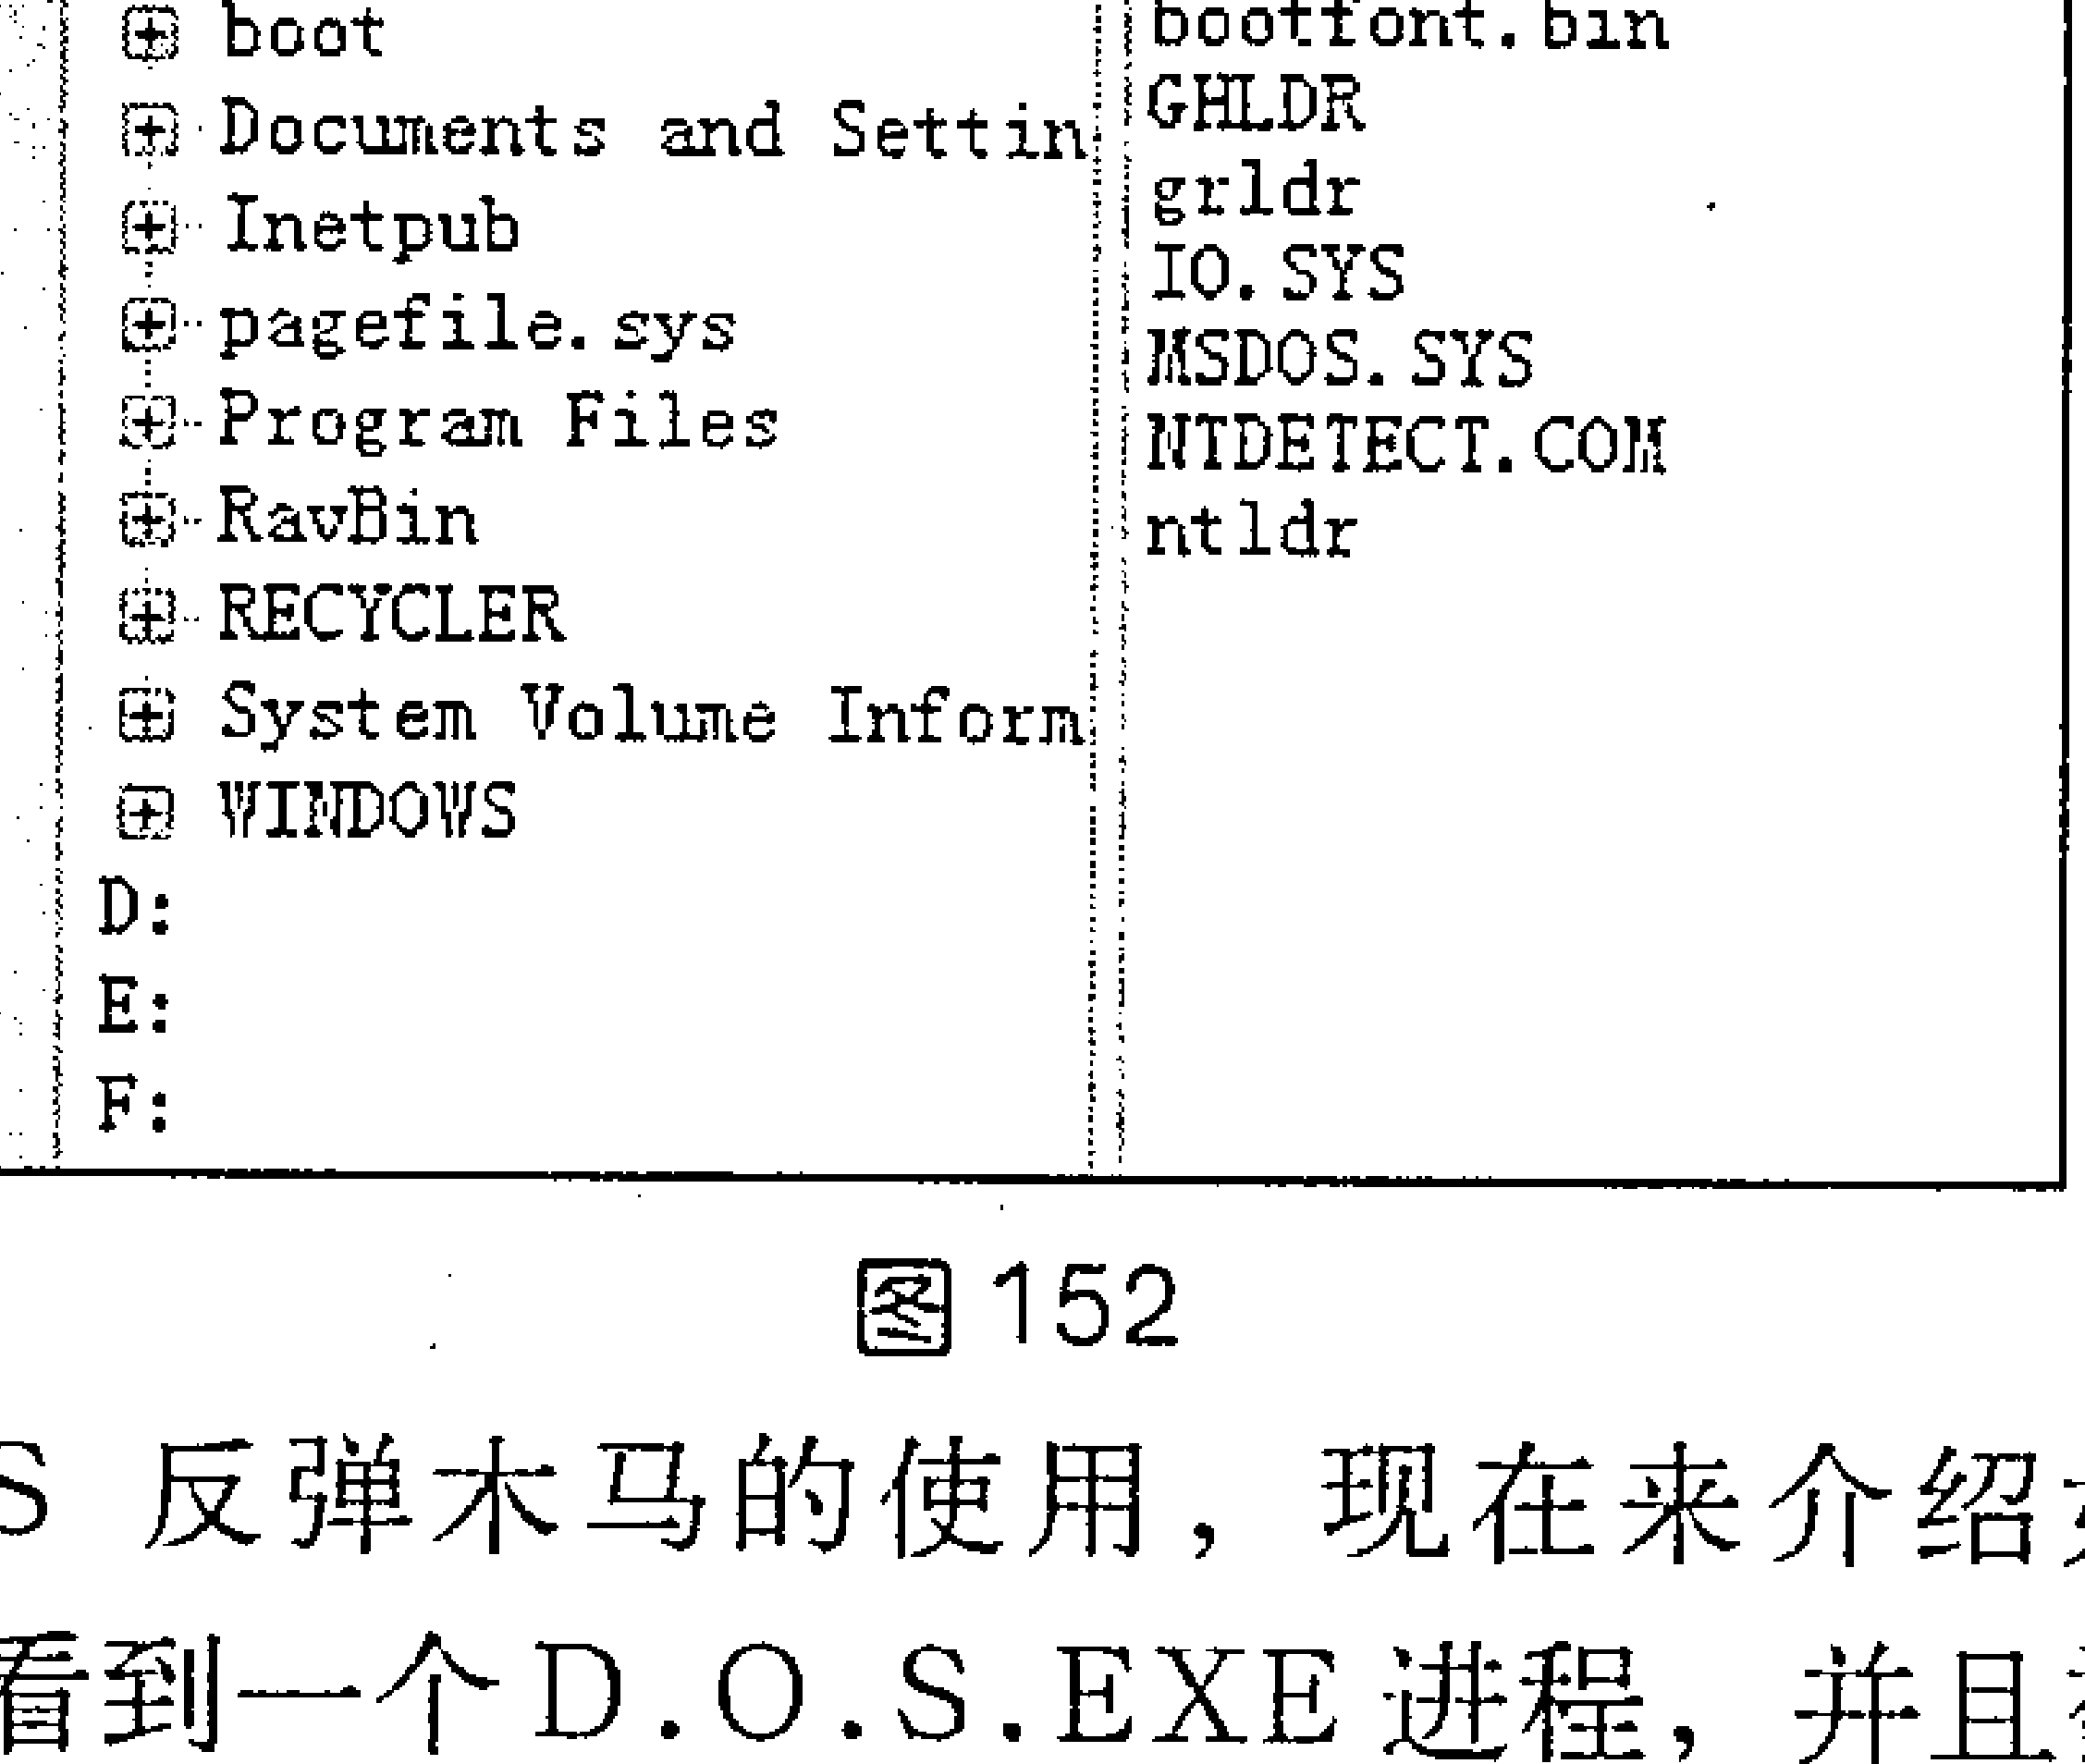 boot
Documents and Settin
Inetpub
pagefile.sys
Program Files
RavBin
RECYCLER
System Volume Inform
WINDOWS
D:
E:
F:
bootfont.bin
GHLDR
grldr
IO.SYS
MSDOS.SYS
NTDETECT.COM
ntldr
图152
S 反弹木马的使用，现在来介绍
看到一个D.O.S.EXE进程，并且